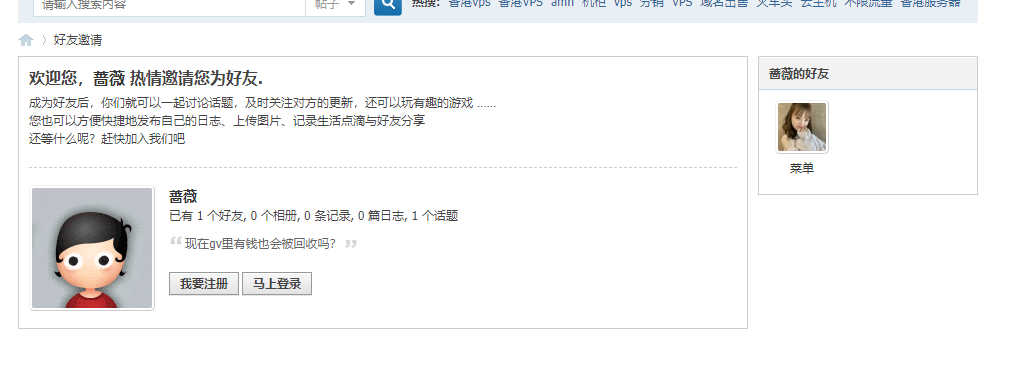 请输入搜索内容 帖子 热搜: 香港vps 香港VPS amh 机柜 vps 分销 VPS 域名出售 火车头 云主机 不限流量 香港服务器
〉好友邀请
欢迎您，蔷薇 热情邀请您为好友.
成为好友后，你们就可以一起讨论话题，及时关注对方的更新，还可以玩有趣的游戏 ......
您也可以方便快捷地发布自己的日志、上传图片、记录生活点滴与好友分享
还等什么呢？赶快加入我们吧
蔷薇
已有 1 个好友, 0 个相册, 0 条记录, 0 篇日志, 1 个话题
“ 现在gv里有钱也会被回收吗？ ”
我要注册 马上登录
蔷薇的好友
菜单